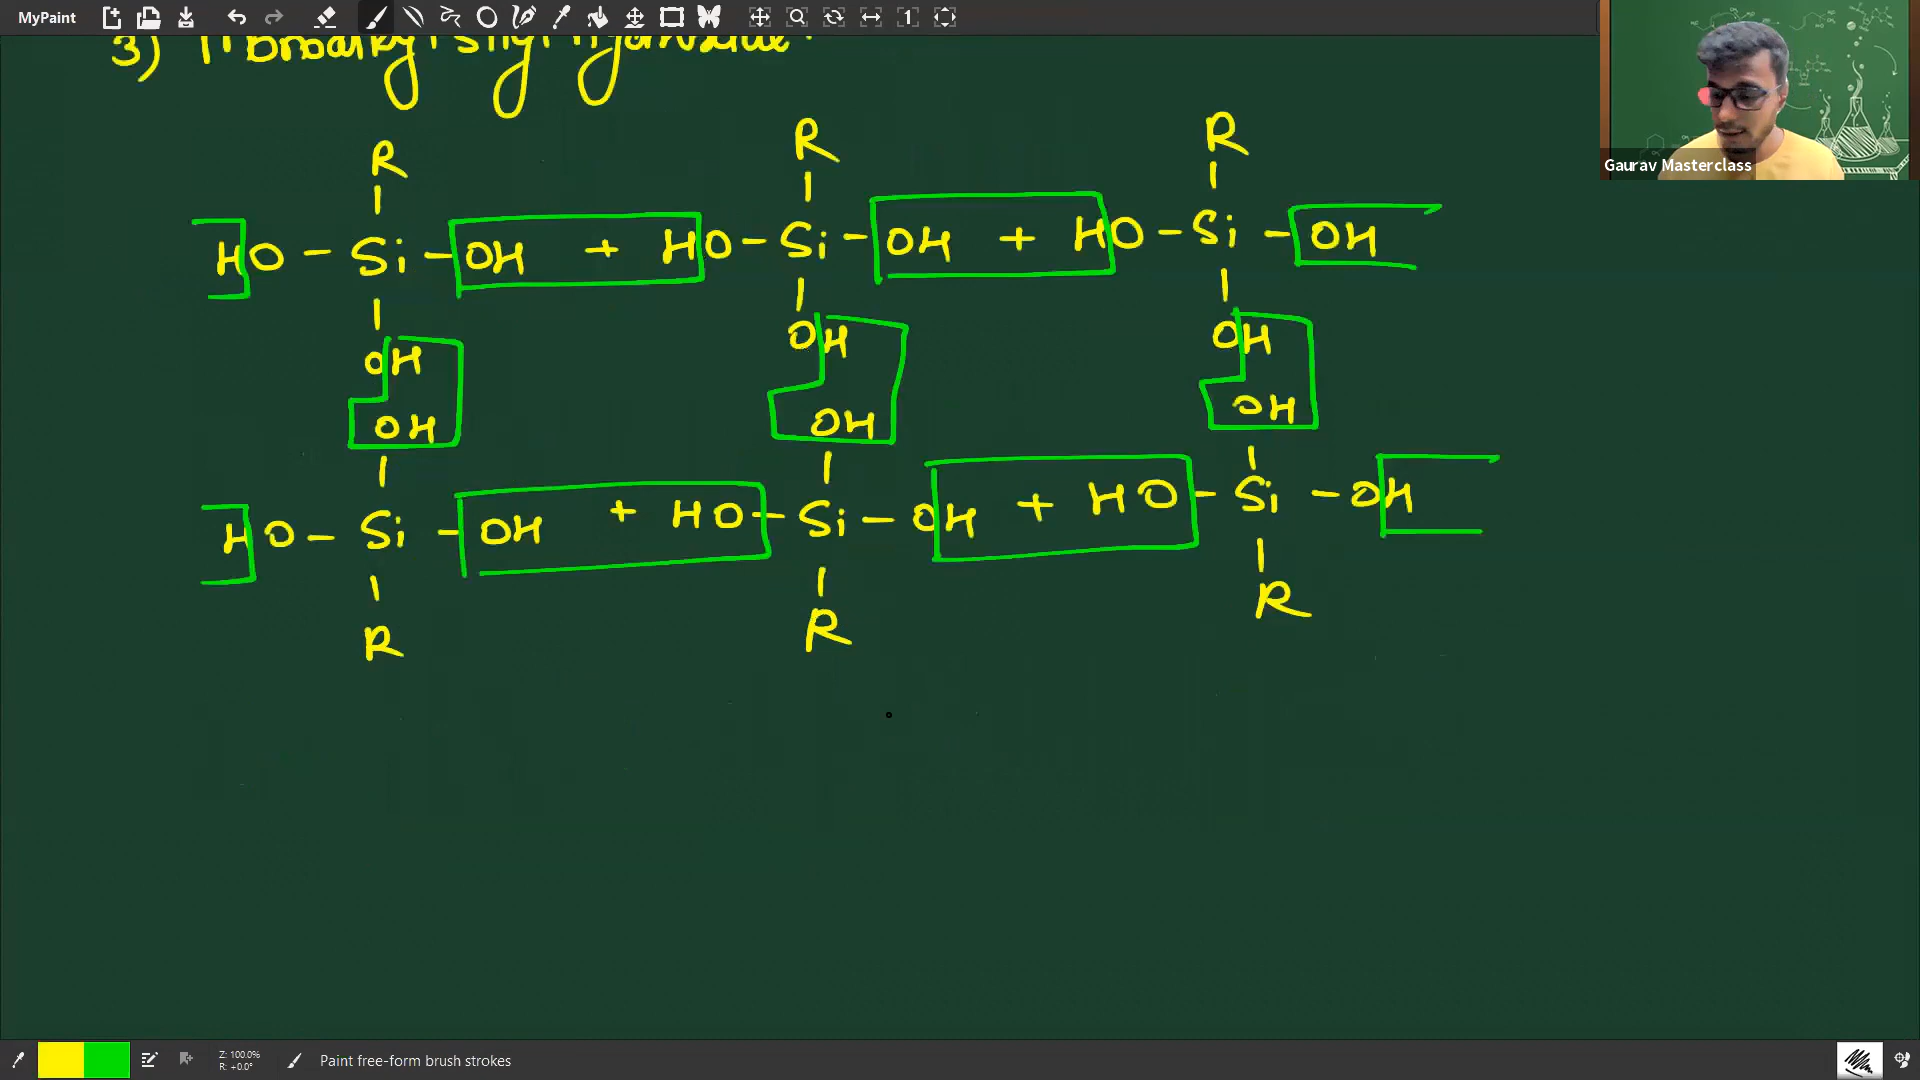 MyPaint
3)
R R R
HO - Si - OH + HO - Si - OH + HO - Si - OH
OH OH OH
OH OH OH
HO - Si - OH + HO - Si - OH + HO - Si - OH
R R R
Gaurav Masterclass
Z: 100.0%
R: +0.0°
Paint free-form brush strokes